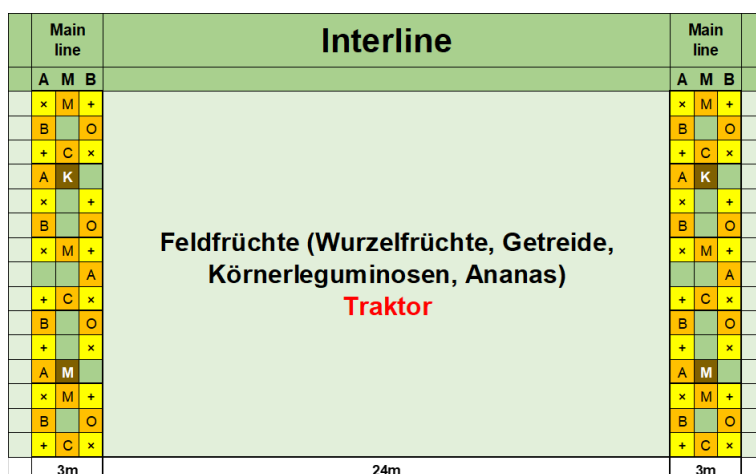 Main line Interline Main line
A M B A M B
× M + × M +
B O B O
+ C × + C ×
A K A K
× + × +
B O B O
× M + × M +
A A
+ C × + C ×
B O B O
+ × + ×
A M A M
× M + × M +
B O B O
+ C × + C ×
Feldfrüchte (Wurzelfrüchte, Getreide,
Körnerleguminosen, Ananas)
Traktor
3m 24m 3m